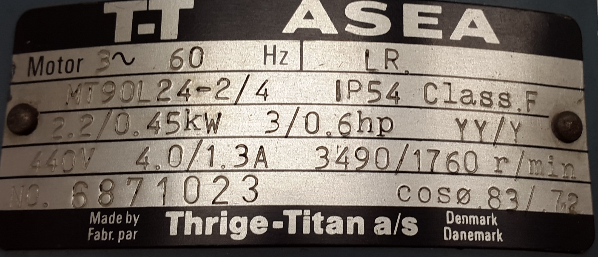 T-T ASEA
Motor 3~ 60 Hz LR.
MT90L24-2/4 IP54 Class.F
2.2/0.45kW 3/0.6hp YY/Y
440V 4.0/1.3A 3490/1760 r/min
NO. 6871023 cosø.83/.72
Made by Fabr. par Thrige-Titan a/s Denmark Danemark